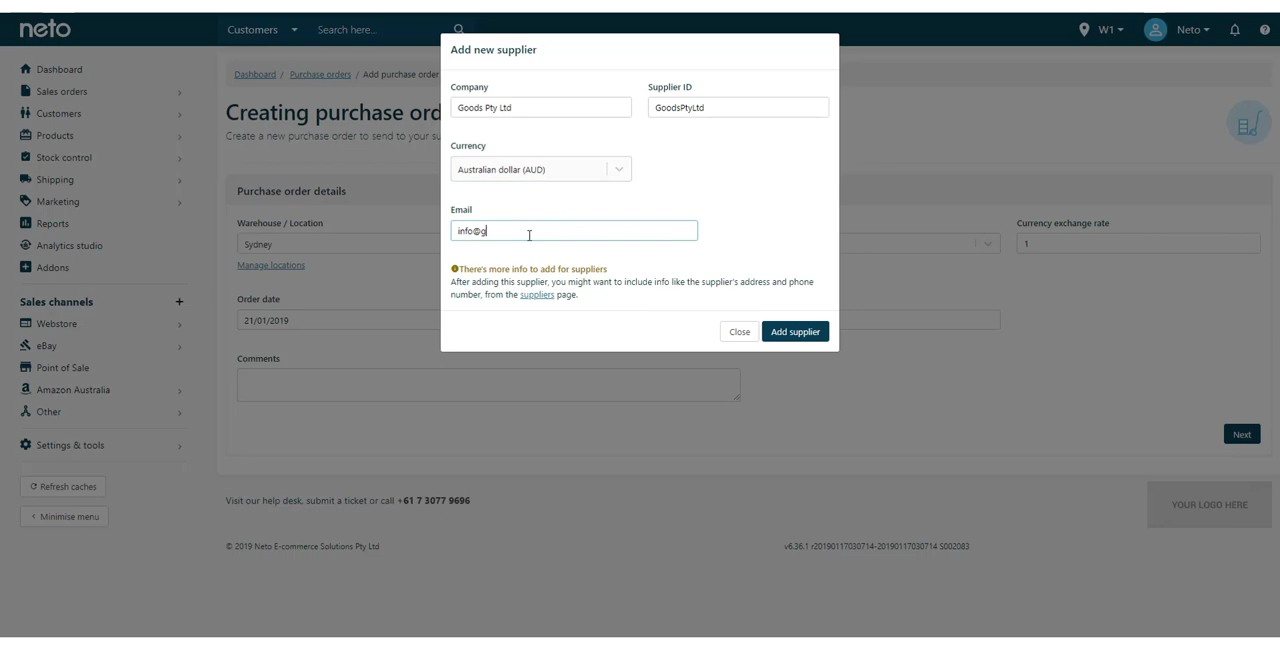 neto
Customers
Search here...
W1
Neto
Dashboard
Sales orders
Customers
Products
Stock control
Shipping
Marketing
Reports
Analytics studio
Addons
Sales channels +
Webstore
eBay
Point of Sale
Amazon Australia
Other
Settings & tools
Refresh caches
Minimise menu
Dashboard / Purchase orders / Add purchase order
Creating purchase ord
Create a new purchase order to send to your su
Purchase order details
Warehouse / Location
Sydney
Manage locations
Order date
21/01/2019
Comments
Currency exchange rate
1
Next
Add new supplier
Company
Goods Pty Ltd
Supplier ID
GoodsPtyLtd
Currency
Australian dollar (AUD)
Email
info@g
There's more info to add for suppliers
After adding this supplier, you might want to include info like the supplier's address and phone
number, from the suppliers page.
Close
Add supplier
Visit our help desk, submit a ticket or call +61 7 3077 9696
YOUR LOGO HERE
© 2019 Neto E-commerce Solutions Pty Ltd
v6.36.1 r20190117030714-20190117030714 S002083